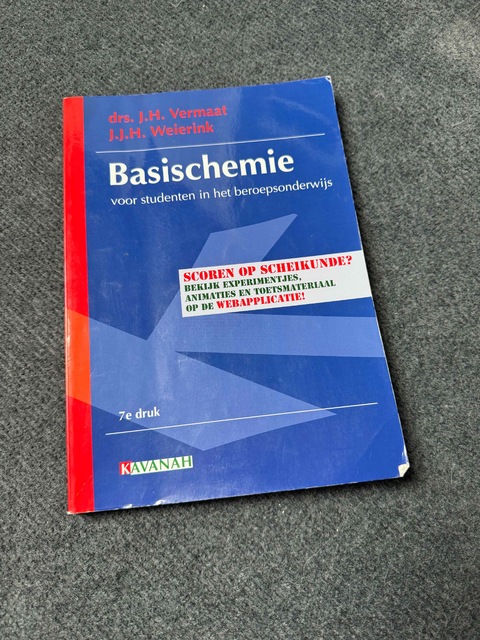 drs. J.H. Vermaat
J.J.H. Weierink
Basischemie
voor studenten in het beroepsonderwijs
SCOREN OP SCHEIKUNDE?
BEKIJK EXPERIMENTJES,
ANIMATIES EN TOETSMATERIAAL
OP DE WEBAPPLICATIE!
7e druk
KAVANAH